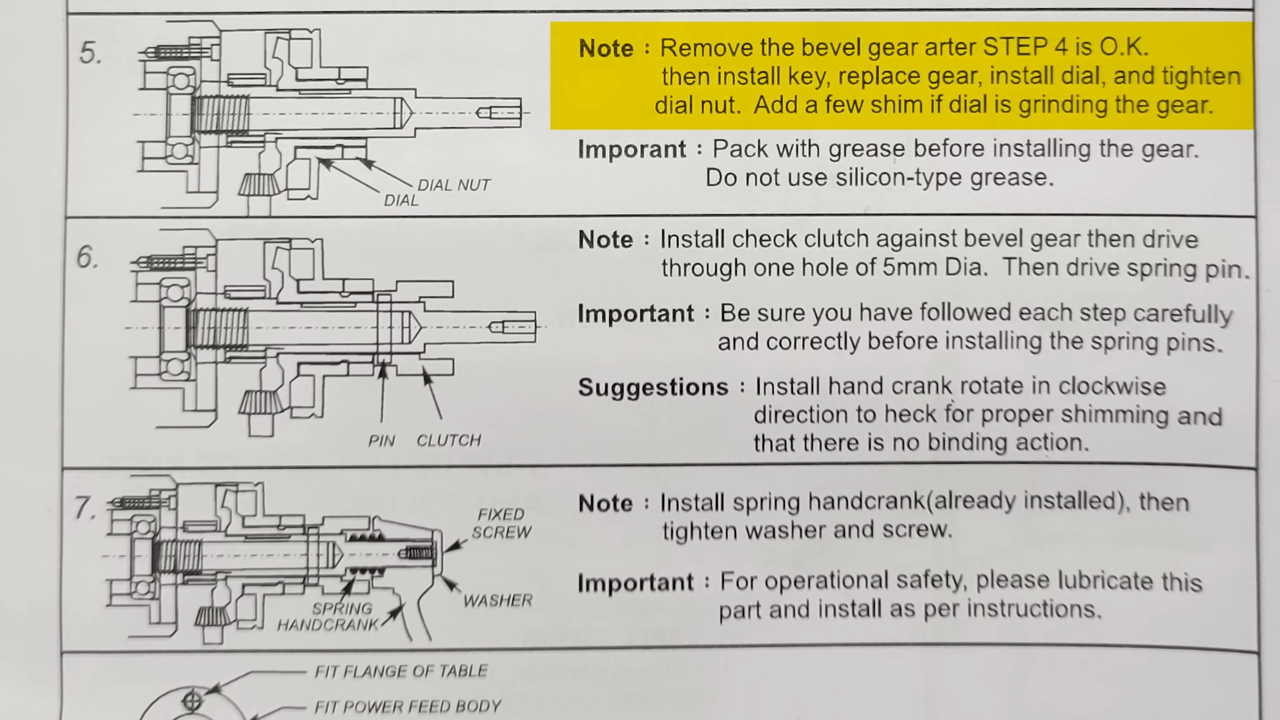 5.
Note : Remove the bevel gear arter STEP 4 is O.K.
then install key, replace gear, install dial, and tighten
dial nut. Add a few shim if dial is grinding the gear.
Imporant : Pack with grease before installing the gear.
Do not use silicon-type grease.
DIAL NUT
DIAL
6.
Note : Install check clutch against bevel gear then drive
through one hole of 5mm Dia. Then drive spring pin.
Important : Be sure you have followed each step carefully
and correctly before installing the spring pins.
Suggestions : Install hand crank rotate in clockwise
direction to heck for proper shimming and
that there is no binding action.
PIN CLUTCH
7.
Note : Install spring handcrank(already installed), then
tighten washer and screw.
Important : For operational safety, please lubricate this
part and install as per instructions.
FIXED
SCREW
WASHER
SPRING
HANDCRANK
FIT FLANGE OF TABLE
FIT POWER FEED BODY